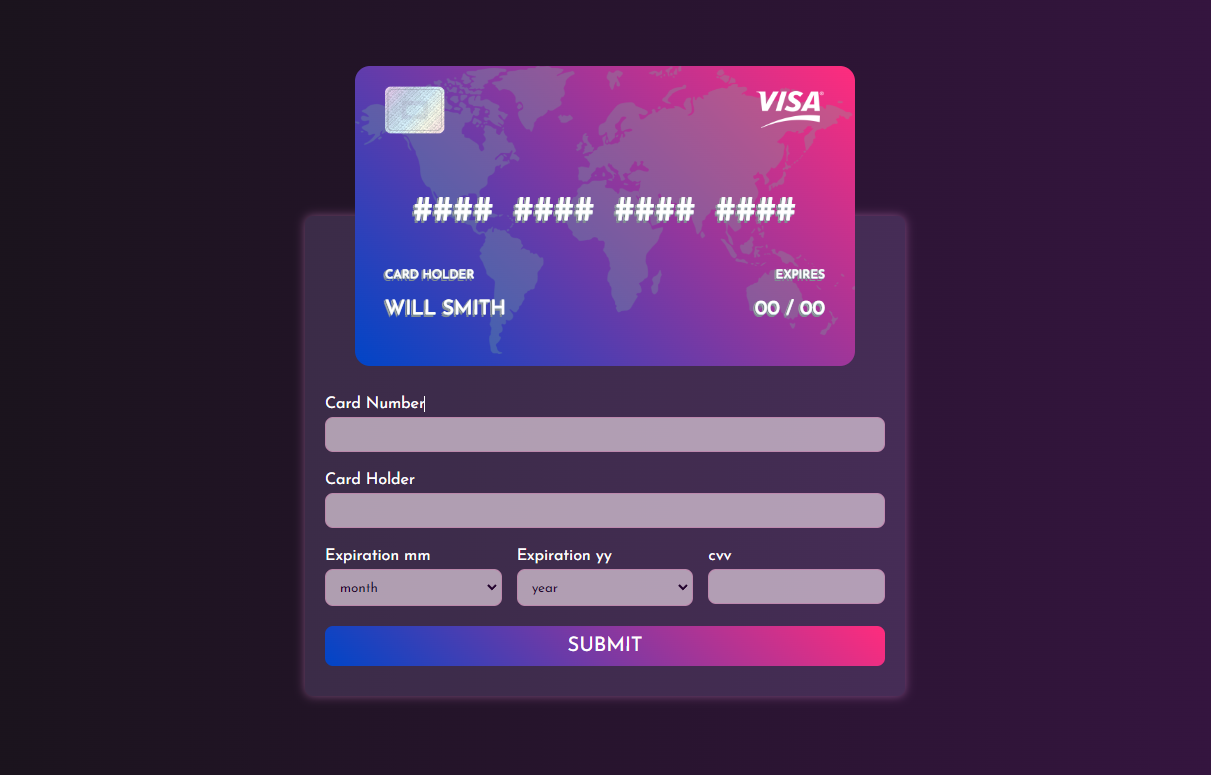 VISA
#### #### #### ####
CARD HOLDER EXPIRES
WILL SMITH 00 / 00
Card Number
Card Holder
Expiration mm Expiration yy cvv
month year
SUBMIT